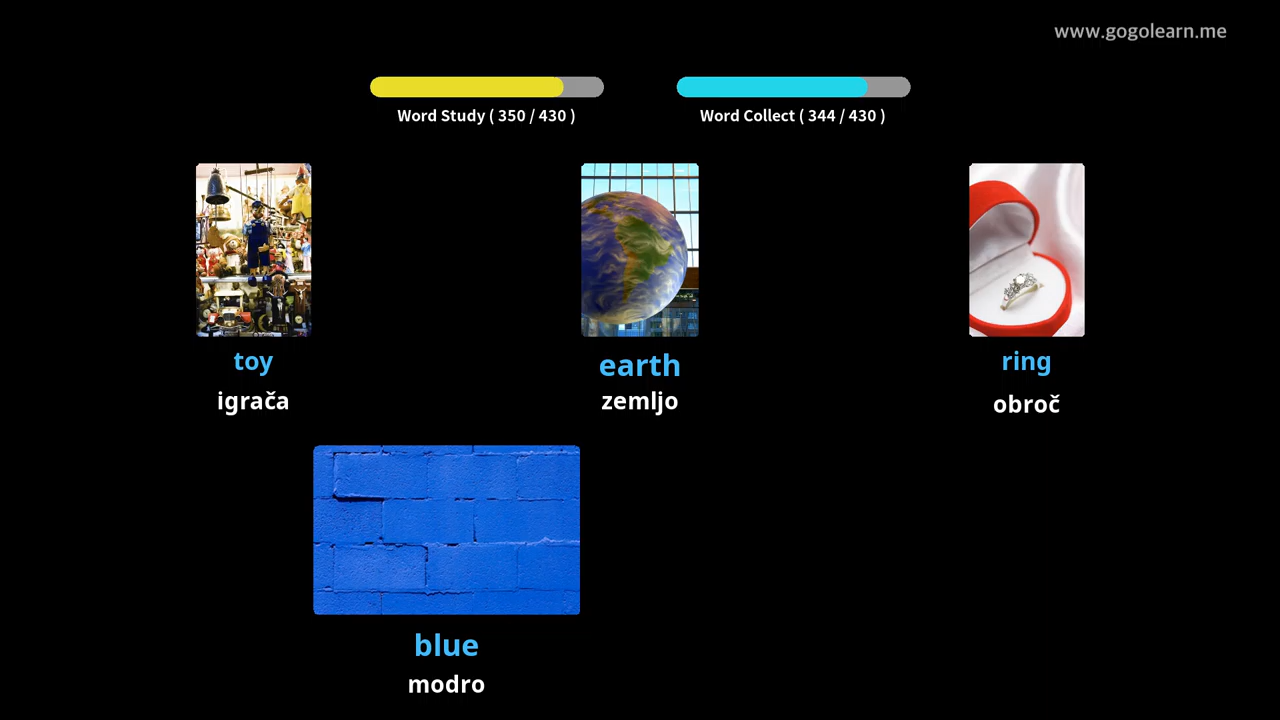 www.gogolearn.me
Word Study ( 350 / 430 )
Word Collect ( 344 / 430 )
toy
igrača
earth
zemljo
ring
obroč
blue
modro